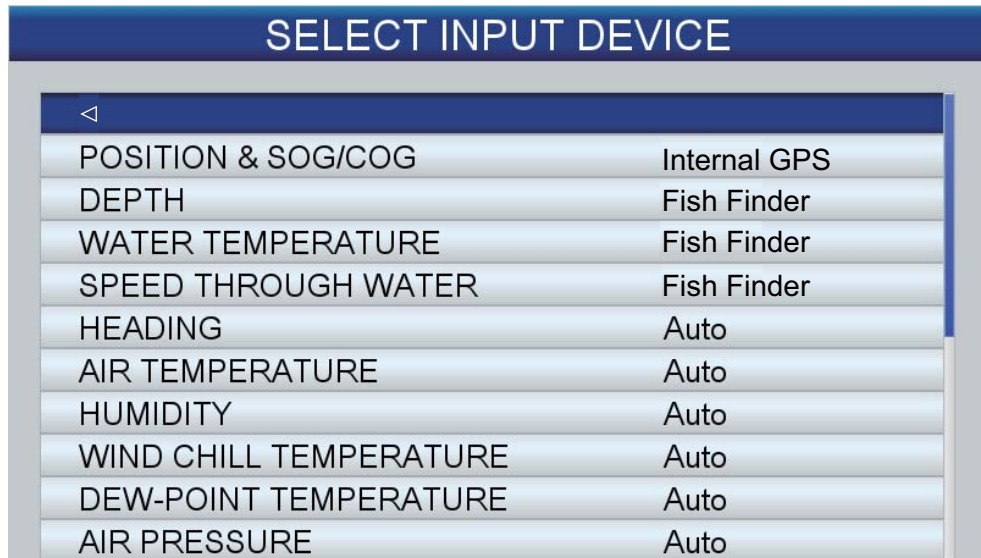 SELECT INPUT DEVICE
POSITION & SOG/COG Internal GPS
DEPTH Fish Finder
WATER TEMPERATURE Fish Finder
SPEED THROUGH WATER Fish Finder
HEADING Auto
AIR TEMPERATURE Auto
HUMIDITY Auto
WIND CHILL TEMPERATURE Auto
DEW-POINT TEMPERATURE Auto
AIR PRESSURE Auto